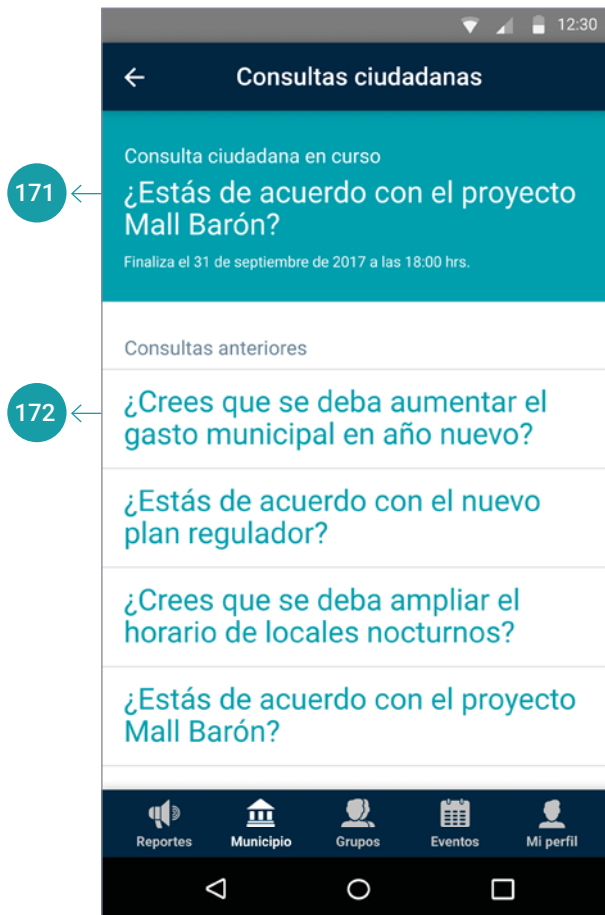 12:30
Consultas ciudadanas
Consulta ciudadana en curso
171
¿Estás de acuerdo con el proyecto
Mall Barón?
Finaliza el 31 de septiembre de 2017 a las 18:00 hrs.
Consultas anteriores
172
¿Crees que se deba aumentar el
gasto municipal en año nuevo?
¿Estás de acuerdo con el nuevo
plan regulador?
¿Crees que se deba ampliar el
horario de locales nocturnos?
¿Estás de acuerdo con el proyecto
Mall Barón?
Reportes Municipio Grupos Eventos Mi perfil